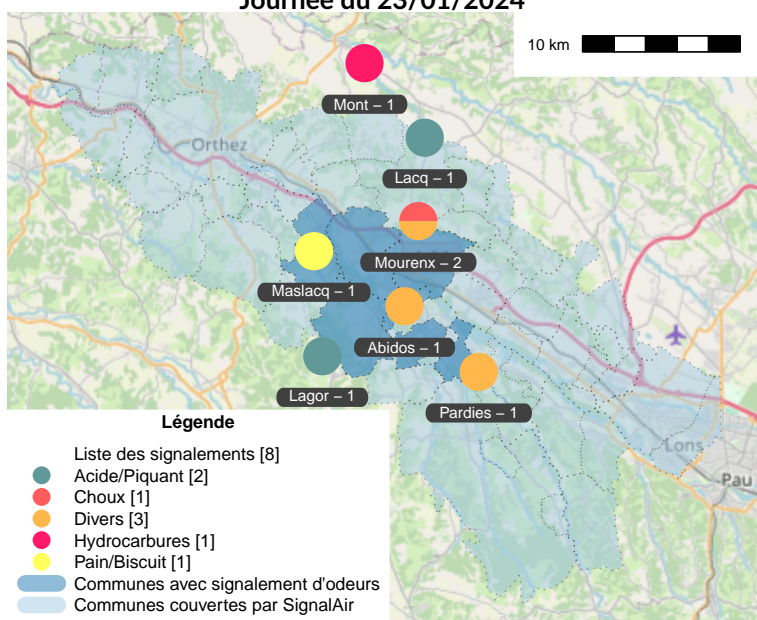 Journée du 23/01/2024
10 km
Mont – 1
Orthez
Lacq – 1
Mourenx – 2
Maslacq – 1
Abidos – 1
Lagor – 1
Pardies – 1
Légende
Lons
Liste des signalements [8]
Acide/Piquant [2]
Pau
Choux [1]
Divers [3]
Hydrocarbures [1]
Pain/Biscuit [1]
Communes avec signalement d'odeurs
Communes couvertes par SignalAir